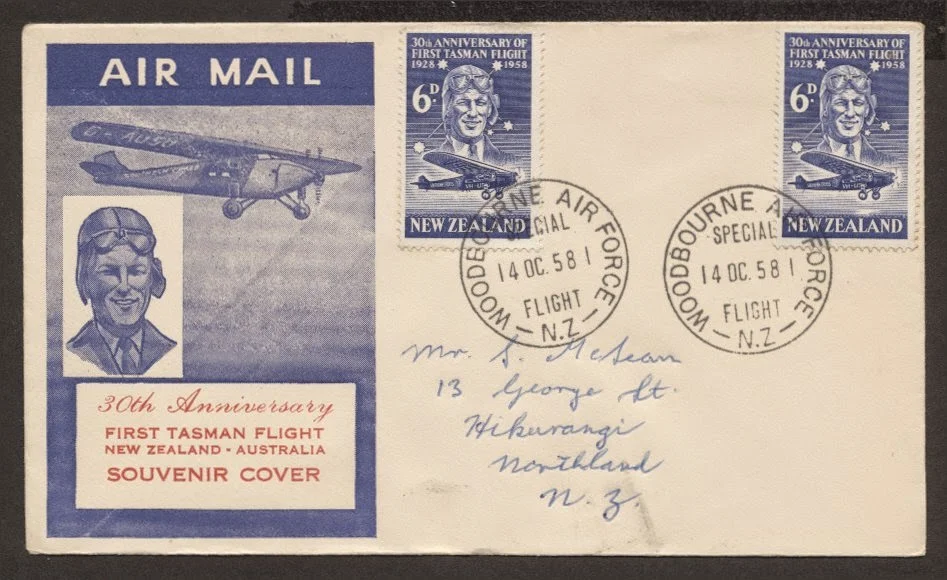 AIR MAIL
30th Anniversary
FIRST TASMAN FLIGHT
NEW ZEALAND - AUSTRALIA
SOUVENIR COVER
30th ANNIVERSARY OF
FIRST TASMAN FLIGHT
1928 1958
6D
NEW ZEALAND
30th ANNIVERSARY OF
FIRST TASMAN FLIGHT
1928 1958
6D
NEW ZEALAND
WOODBOURNE AIR FORCE
SPECIAL
14 OC. 58 1
FLIGHT
— N.Z —
WOODBOURNE AIR FORCE
SPECIAL
14 OC. 58 1
FLIGHT
— N.Z —
Mr. S. McLean
13 George St.
Hikurangi
Northland
N. Z.